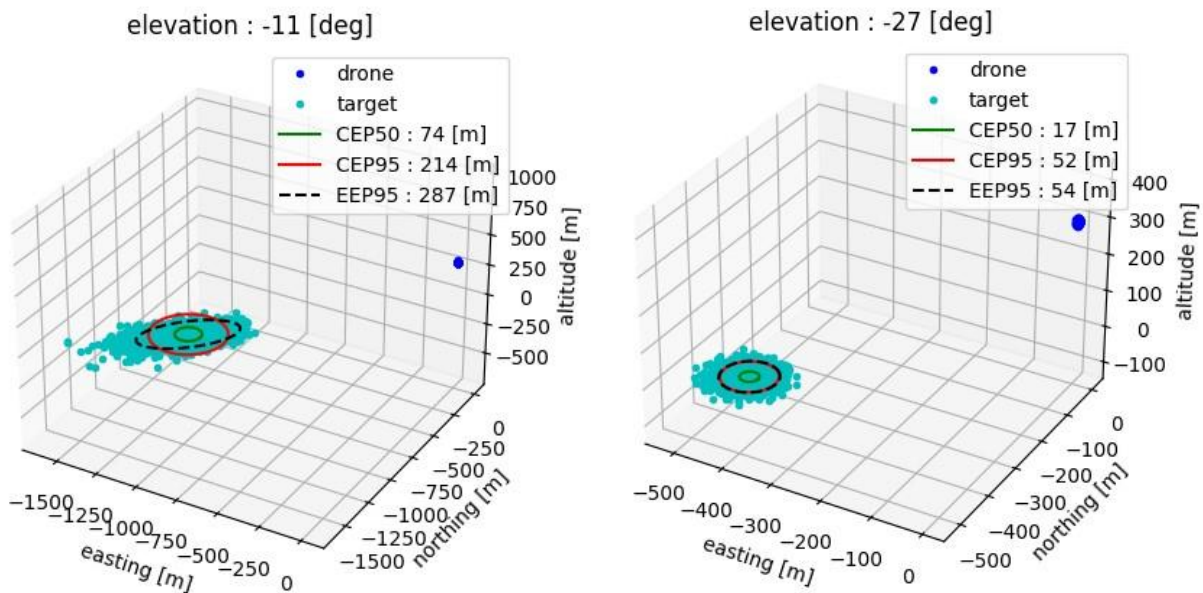 elevation : -11 [deg]
drone
target
CEP50 : 74 [m]
CEP95 : 214 [m]
EEP95 : 287 [m]
1000
750
500
250
0
−250
−500
altitude [m]
0
−250
−500
−750
−1000
−1250
−1500
northing [m]
−1500
−1250
−1000
−750
−500
−250
0
easting [m]
elevation : -27 [deg]
drone
target
CEP50 : 17 [m]
CEP95 : 52 [m]
EEP95 : 54 [m]
400
300
200
100
0
−100
altitude [m]
0
−100
−200
−300
−400
−500
northing [m]
−500
−400
−300
−200
−100
0
easting [m]